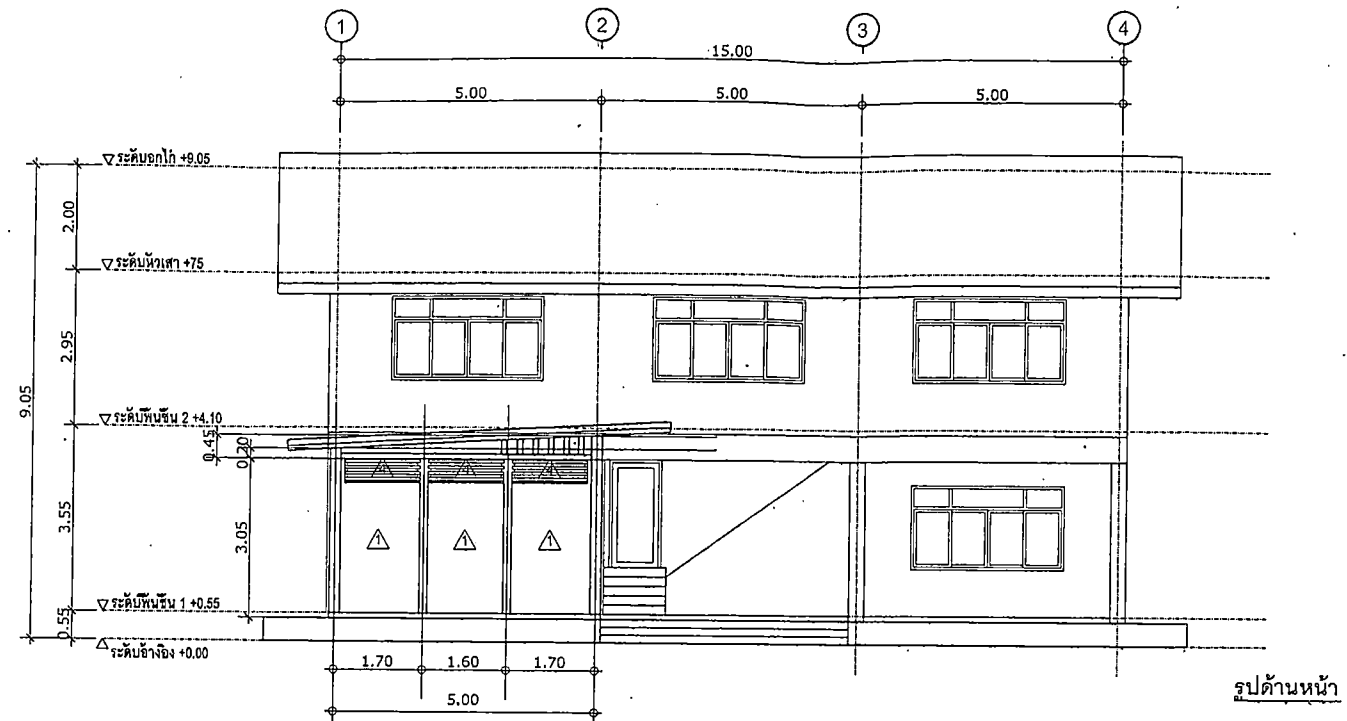 1 2 3 4
15.00
5.00 5.00 5.00
ระดับอกไก่ +9.05
2.00
ระดับหัวเสา +75
2.95
9.05
ระดับพื้นชั้น 2 +4.10
0.45 0.20
3.55
3.05
1 1 1
ระดับพื้นชั้น 1 +0.55
0.55
ระดับอ้างอิง +0.00
1.70 1.60 1.70
5.00
รูปด้านหน้า